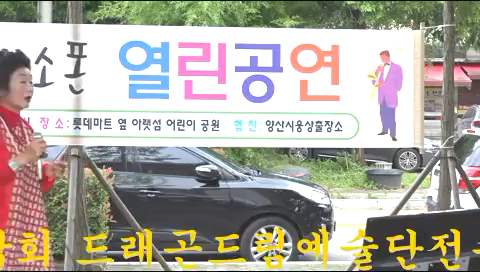 소폰 열린공연
장 소 : 롯데마트 옆 아랫섬 어린이 공원 협 찬 양산시웅상출장소
드래곤드림예술단전